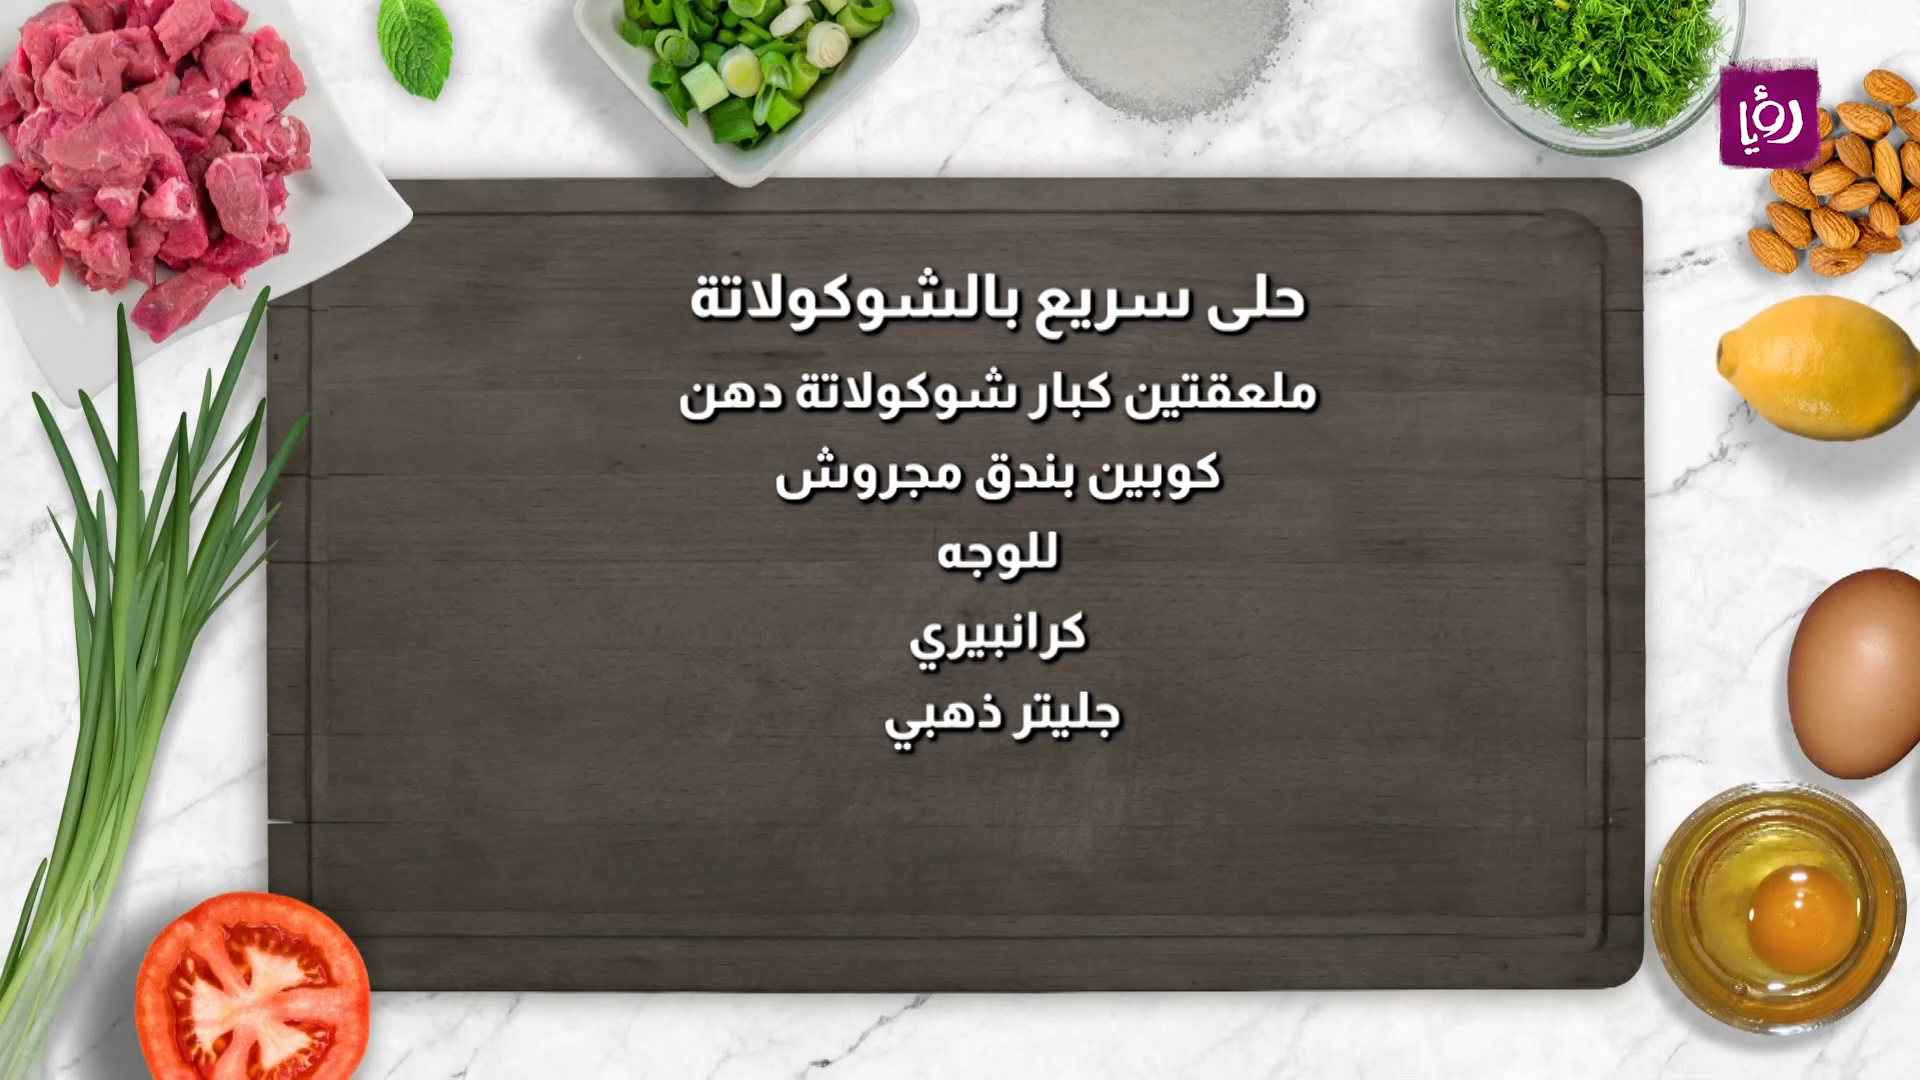 رؤيا
حلى سريع بالشوكولاتة
ملعقتين كبار شوكولاتة دهن
كوبين بندق مجروش
للوجه
كرانبيري
جليتر ذهبي